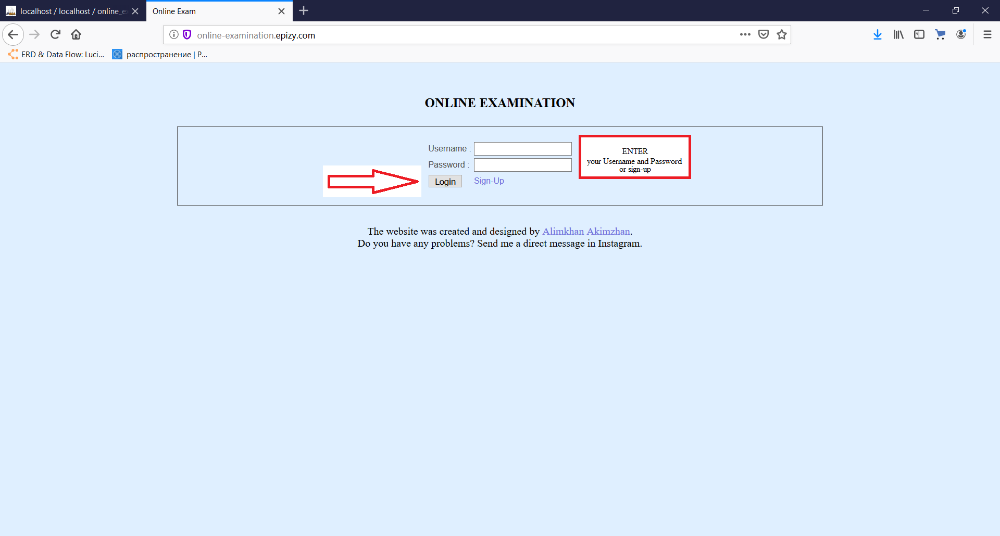 localhost / localhost / online_e
Online Exam
online-examination.epizy.com
ERD & Data Flow: Luci...
распространение | P...
ONLINE EXAMINATION
Username :
Password :
Login
Sign-Up
ENTER
your Username and Password
or sign-up
The website was created and designed by Alimkhan Akimzhan.
Do you have any problems? Send me a direct message in Instagram.